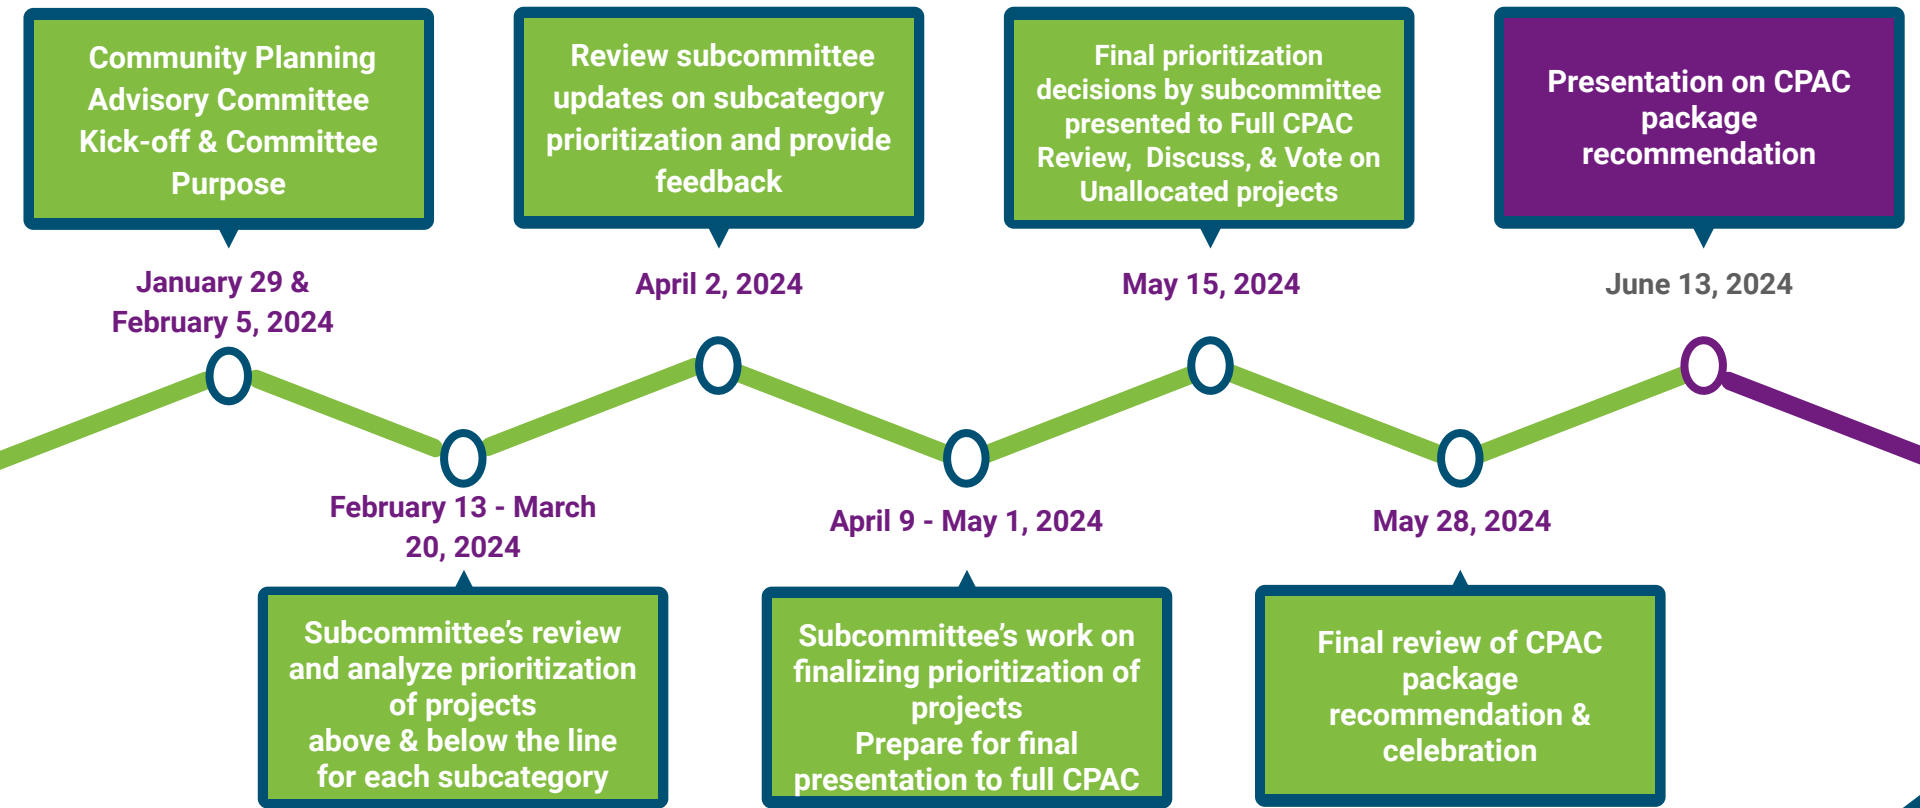 Community Planning
Advisory Committee
Kick-off & Committee
Purpose
January 29 &
February 5, 2024
Review subcommittee
updates on subcategory
prioritization and provide
feedback
April 2, 2024
Final prioritization
decisions by subcommittee
presented to Full CPAC
Review, Discuss, & Vote on
Unallocated projects
May 15, 2024
Presentation on CPAC
package
recommendation
June 13, 2024
February 13 - March
20, 2024
Subcommittee’s review
and analyze prioritization
of projects
above & below the line
for each subcategory
April 9 - May 1, 2024
Subcommittee’s work on
finalizing prioritization of
projects
Prepare for final
presentation to full CPAC
May 28, 2024
Final review of CPAC
package
recommendation &
celebration